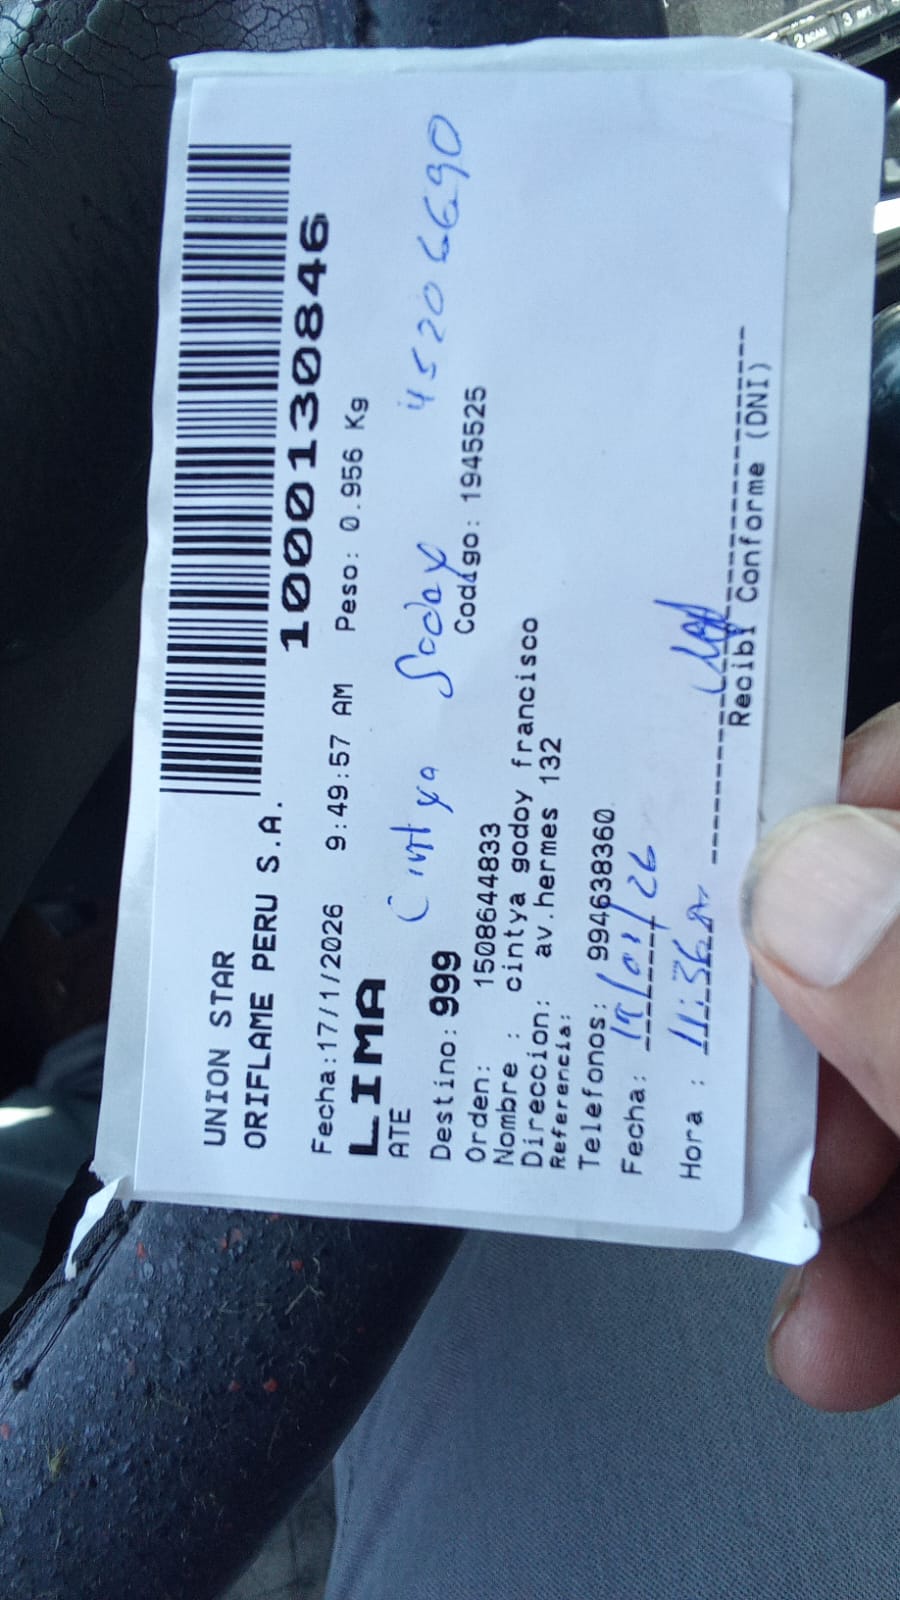 UNION STAR
ORIFLAME PERU S.A.
1000130846
Fecha:17/1/2026 9:49:57 AM Peso: 0.956 Kg
LIMA
ATE
Cintya Godoy 45206690
Destino: 999 Codigo: 1945525
Orden: 1508644833
Nombre : cintya godoy francisco
Direccion: av.hermes 132
Referencia:
Telefonos: 994638360
Fecha: 19/01/26
Hora : 11:36
Recibi Conforme (DNI)